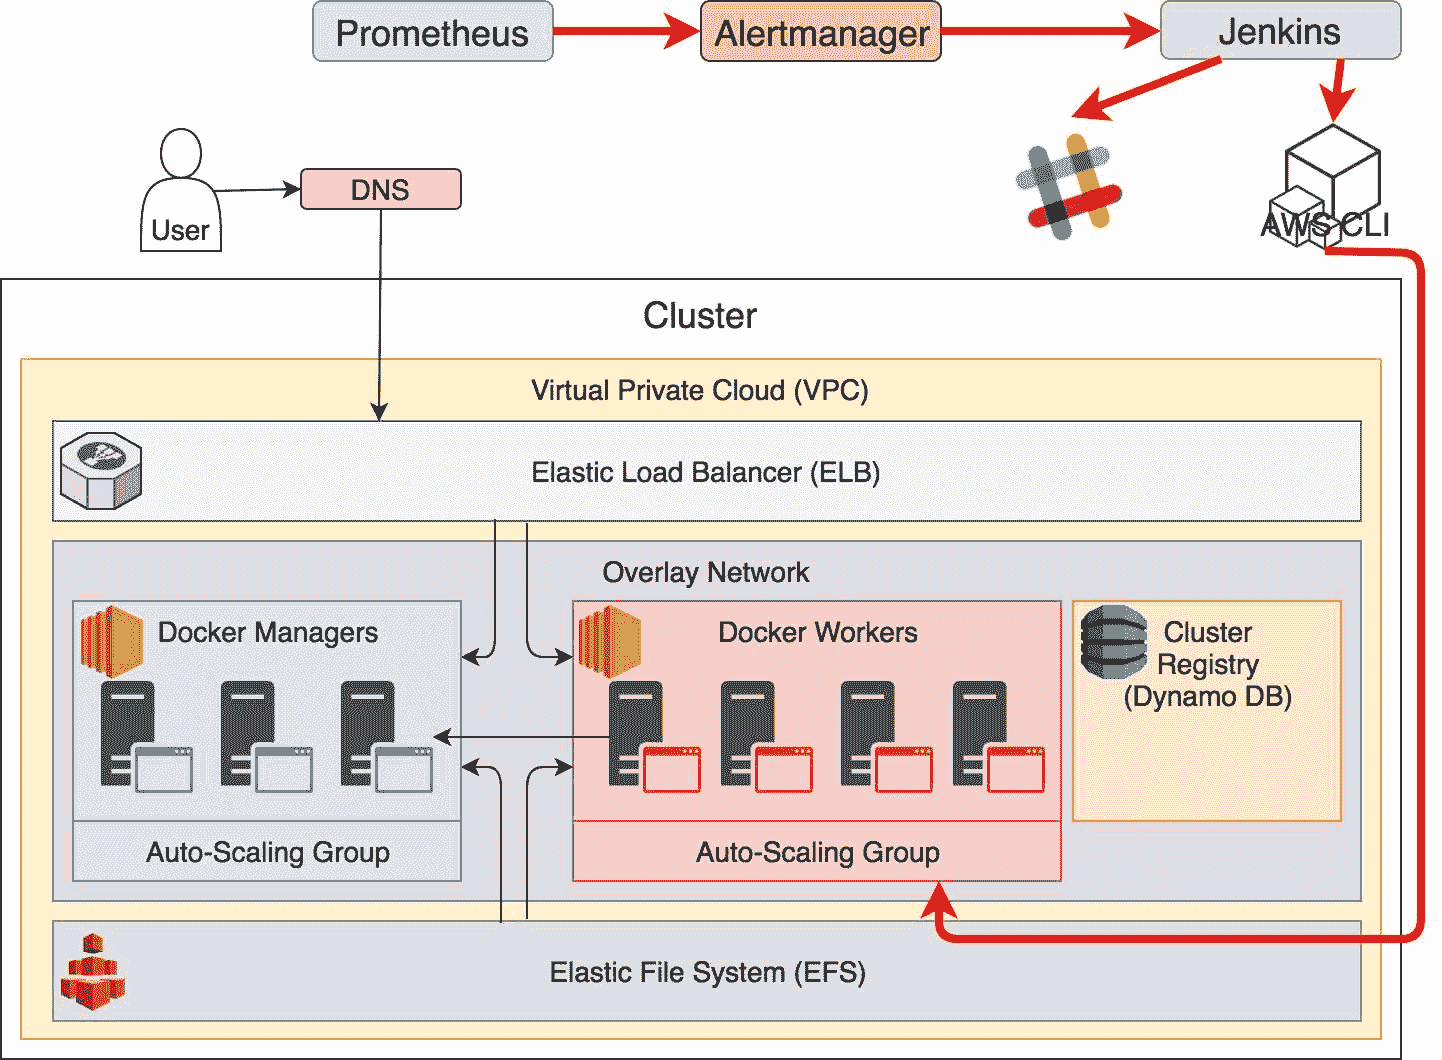 Prometheus
Alertmanager
Jenkins
User
DNS
AWS CLI
Cluster
Virtual Private Cloud (VPC)
Elastic Load Balancer (ELB)
Overlay Network
Docker Managers
Docker Workers
Cluster
Registry
(Dynamo DB)
Auto-Scaling Group
Auto-Scaling Group
Elastic File System (EFS)